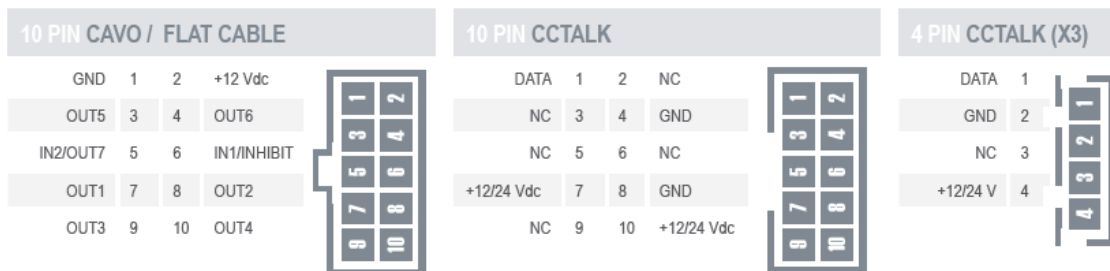 10 PIN CAVO / FLAT CABLE
GND 1 2 +12 Vdc
OUT5 3 4 OUT6
IN2/OUT7 5 6 IN1/INHIBIT
OUT1 7 8 OUT2
OUT3 9 10 OUT4
1 2
3 4
5 6
7 8
9 10
10 PIN CCTALK
DATA 1 2 NC
NC 3 4 GND
NC 5 6 NC
+12/24 Vdc 7 8 GND
NC 9 10 +12/24 Vdc
1 2
3 4
5 6
7 8
9 10
4 PIN CCTALK (X3)
DATA 1
GND 2
NC 3
+12/24 V 4
1
2
3
4